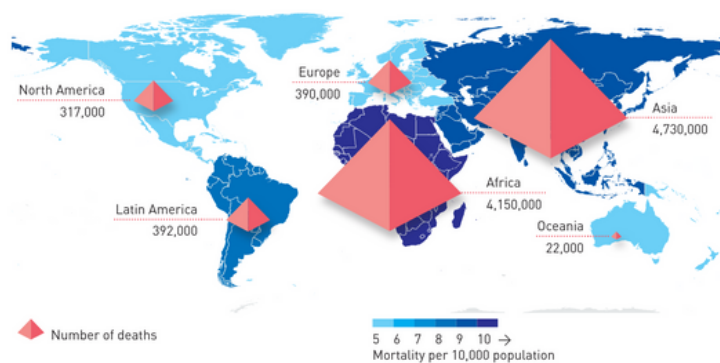 North America
317,000
Europe
390,000
Asia
4,730,000
Africa
4,150,000
Latin America
392,000
Oceania
22,000
Number of deaths
5 6 7 8 9 10 →
Mortality per 10,000 population